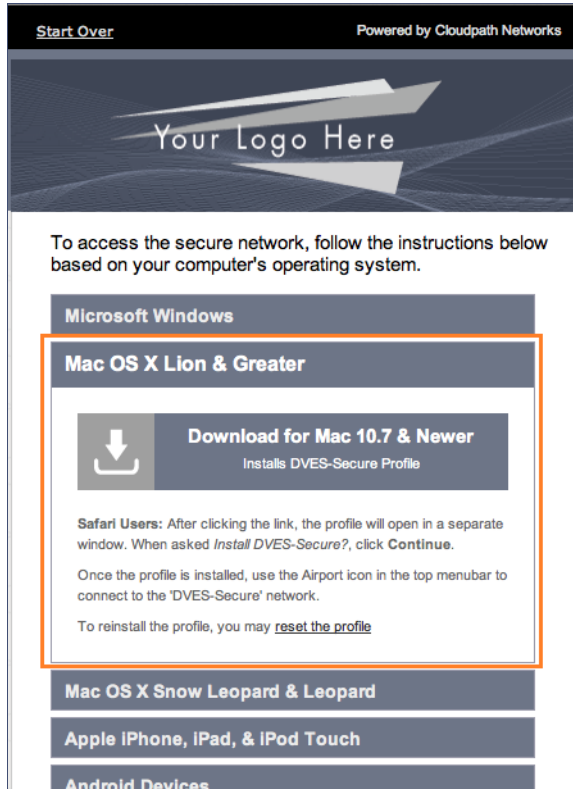 Start Over
Powered by Cloudpath Networks
Your Logo Here
To access the secure network, follow the instructions below
based on your computer's operating system.
Microsoft Windows
Mac OS X Lion & Greater
Download for Mac 10.7 & Newer
Installs DVES-Secure Profile
Safari Users: After clicking the link, the profile will open in a separate
window. When asked Install DVES-Secure?, click Continue.
Once the profile is installed, use the Airport icon in the top menubar to
connect to the 'DVES-Secure' network.
To reinstall the profile, you may reset the profile
Mac OS X Snow Leopard & Leopard
Apple iPhone, iPad, & iPod Touch
Android Devices